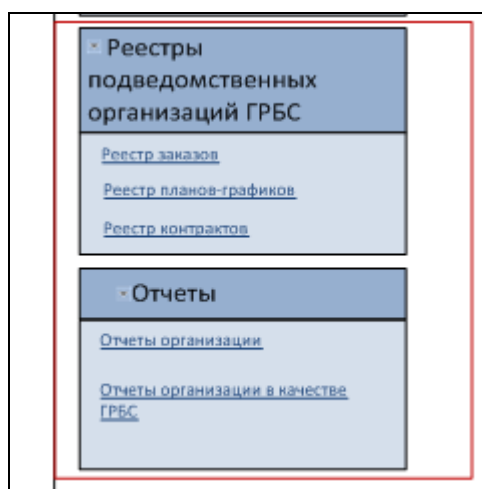 Реестры
подведомственных
организаций ГРБС
Реестр заказов
Реестр планов-графиков
Реестр контрактов
Отчеты
Отчеты организации
Отчеты организации в качестве
ГРБС